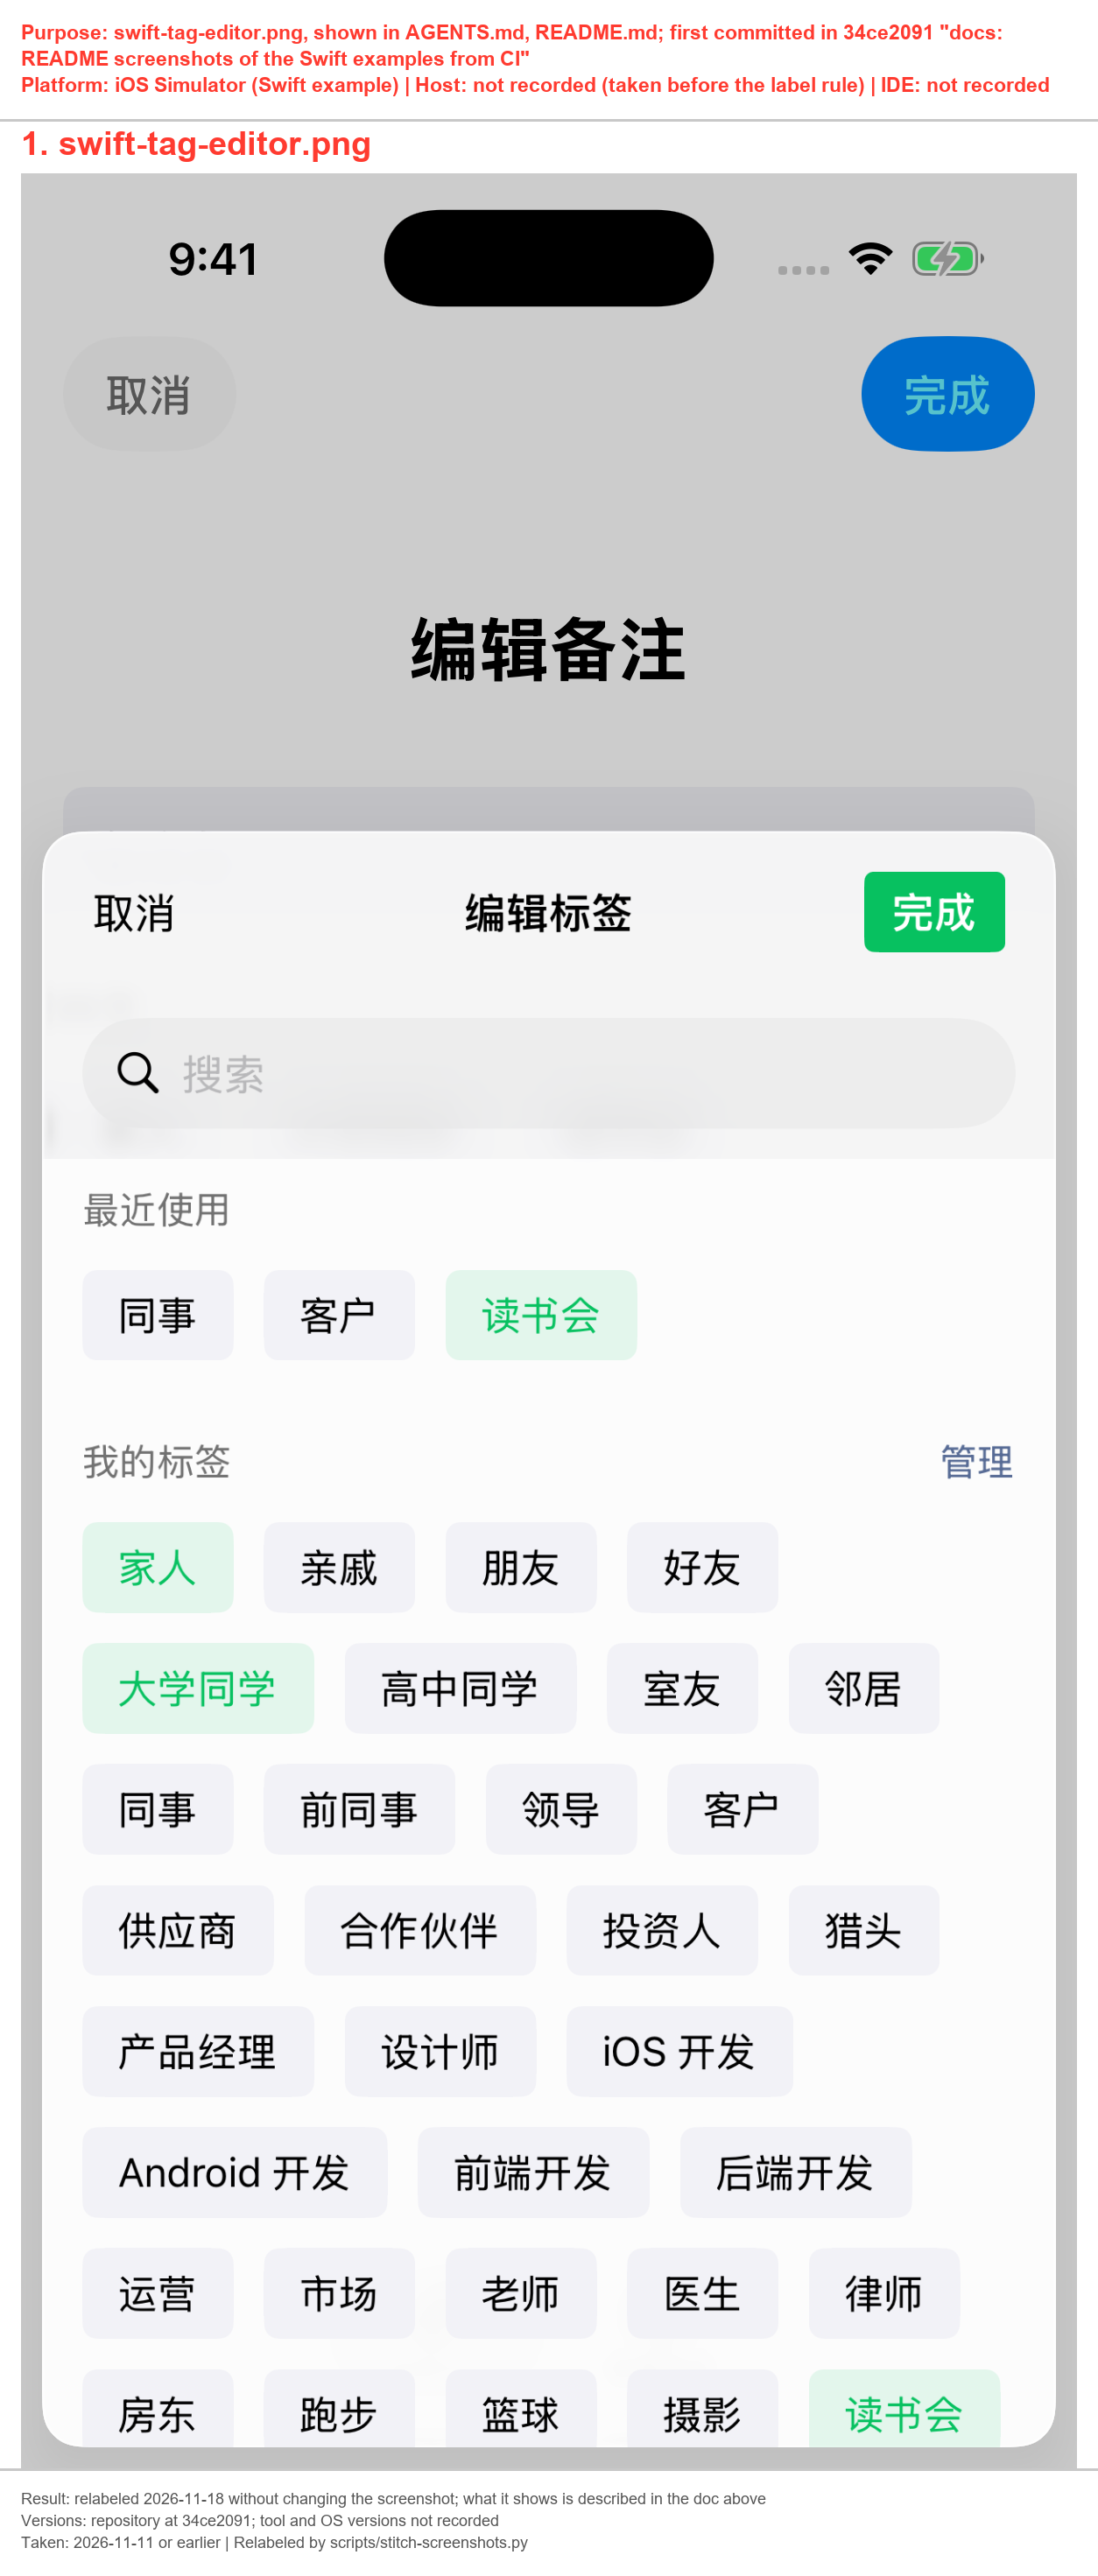 Purpose: swift-tag-editor.png, shown in AGENTS.md, README.md; first committed in 34ce2091 "docs:
README screenshots of the Swift examples from CI"
Platform: iOS Simulator (Swift example) | Host: not recorded (taken before the label rule) | IDE: not recorded
1. swift-tag-editor.png
9:41
取消 完成
编辑备注
取消 编辑标签 完成
搜索
最近使用
同事 客户 读书会
我的标签 管理
家人 亲戚 朋友 好友
大学同学 高中同学 室友 邻居
同事 前同事 领导 客户
供应商 合作伙伴 投资人 猎头
产品经理 设计师 iOS 开发
Android 开发 前端开发 后端开发
运营 市场 老师 医生 律师
房东 跑步 篮球 摄影 读书会
Result: relabeled 2026-11-18 without changing the screenshot; what it shows is described in the doc above
Versions: repository at 34ce2091; tool and OS versions not recorded
Taken: 2026-11-11 or earlier | Relabeled by scripts/stitch-screenshots.py